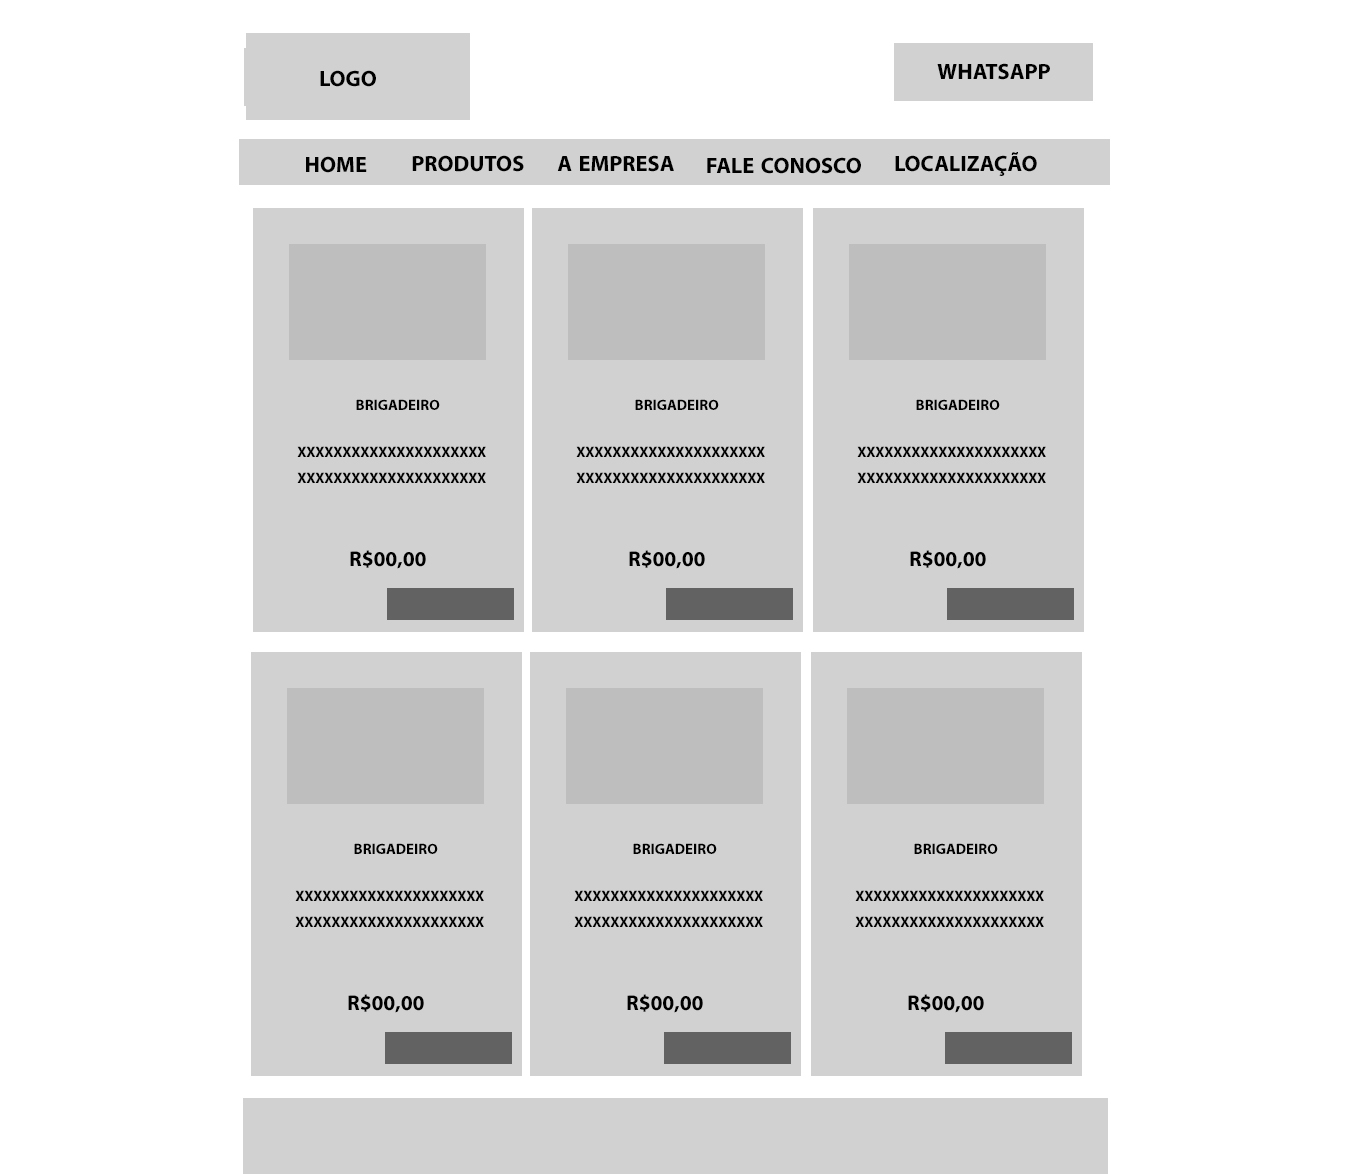 LOGO
WHATSAPP
HOME PRODUTOS A EMPRESA FALE CONOSCO LOCALIZAÇÃO
BRIGADEIRO BRIGADEIRO BRIGADEIRO
XXXXXXXXXXXXXXXXXXXXX XXXXXXXXXXXXXXXXXXXXX XXXXXXXXXXXXXXXXXXXXX
XXXXXXXXXXXXXXXXXXXXX XXXXXXXXXXXXXXXXXXXXX XXXXXXXXXXXXXXXXXXXXX
R$00,00 R$00,00 R$00,00
BRIGADEIRO BRIGADEIRO BRIGADEIRO
XXXXXXXXXXXXXXXXXXXXX XXXXXXXXXXXXXXXXXXXXX XXXXXXXXXXXXXXXXXXXXX
XXXXXXXXXXXXXXXXXXXXX XXXXXXXXXXXXXXXXXXXXX XXXXXXXXXXXXXXXXXXXXX
R$00,00 R$00,00 R$00,00